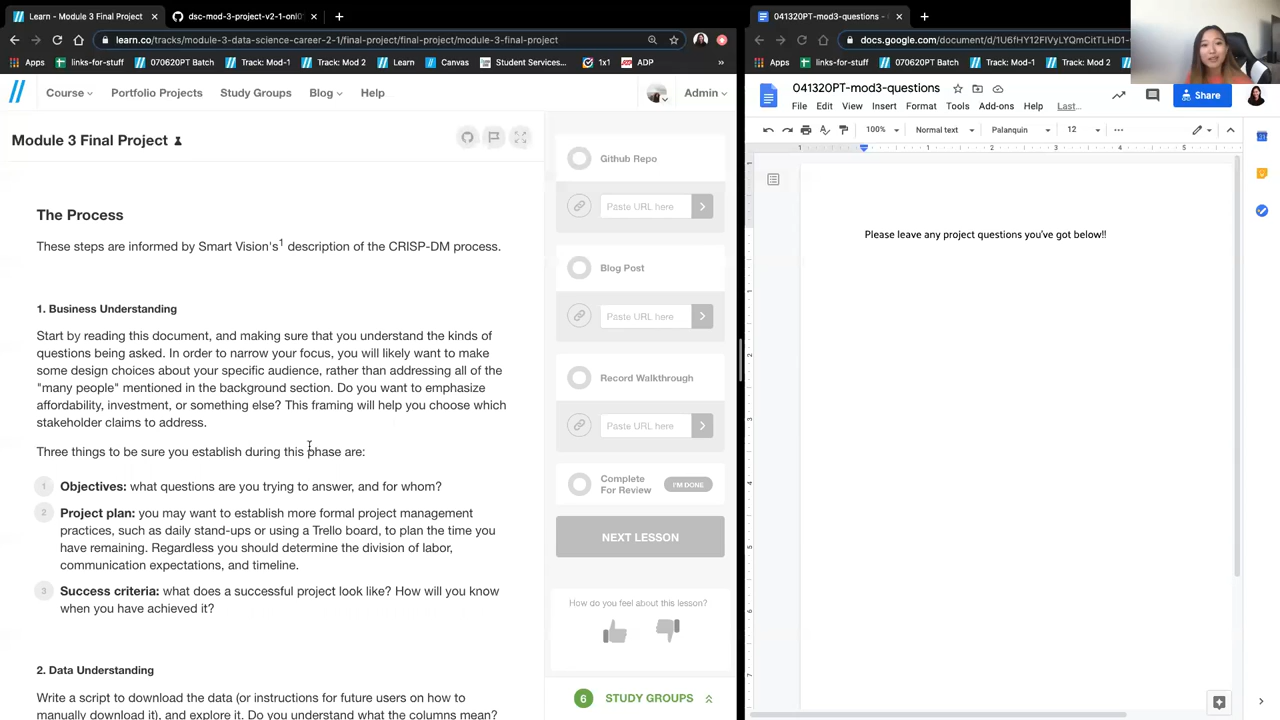 Learn - Module 3 Final Project
dsc-mod-3-project-v2-1-onl0
learn.co/tracks/module-3-data-science-career-2-1/final-project/final-project/module-3-final-project
Apps
links-for-stuff
070620PT Batch
Track: Mod-1
Track: Mod 2
Learn
Canvas
Student Services...
1x1
ADP
Course
Portfolio Projects
Study Groups
Blog
Help
Admin
Module 3 Final Project
The Process
These steps are informed by Smart Vision's1 description of the CRISP-DM process.
1. Business Understanding
Start by reading this document, and making sure that you understand the kinds of
questions being asked. In order to narrow your focus, you will likely want to make
some design choices about your specific audience, rather than addressing all of the
"many people" mentioned in the background section. Do you want to emphasize
affordability, investment, or something else? This framing will help you choose which
stakeholder claims to address.
Three things to be sure you establish during this phase are:
1 Objectives: what questions are you trying to answer, and for whom?
2 Project plan: you may want to establish more formal project management
practices, such as daily stand-ups or using a Trello board, to plan the time you
have remaining. Regardless you should determine the division of labor,
communication expectations, and timeline.
3 Success criteria: what does a successful project look like? How will you know
when you have achieved it?
2. Data Understanding
Write a script to download the data (or instructions for future users on how to
manually download it), and explore it. Do you understand what the columns mean?
Github Repo
Paste URL here
Blog Post
Paste URL here
Record Walkthrough
Paste URL here
Complete
For Review
I'M DONE
NEXT LESSON
How do you feel about this lesson?
6 STUDY GROUPS
041320PT-mod3-questions -
docs.google.com/document/d/1U6fHY12FIVyLYQmCitTLHD1-
Apps
links-for-stuff
070620PT Batch
Track: Mod-1
Track: Mod 2
041320PT-mod3-questions
File Edit View Insert Format Tools Add-ons Help Last...
Share
100% Normal text Palanquin 12
1 1 2 3 4 5
Please leave any project questions you've got below!!
1
1
2
3
4
5
6
7